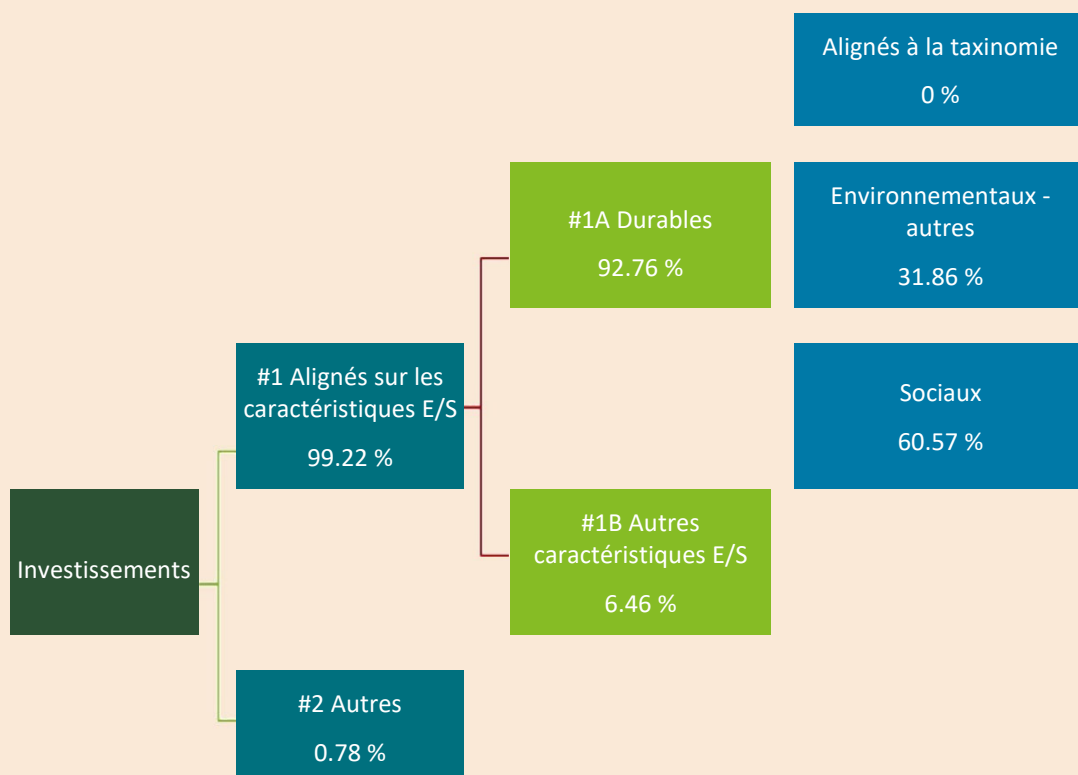 Alignés à la taxinomie
0 %
#1A Durables
92.76 %
Environnementaux -
autres
31.86 %
#1 Alignés sur les
caractéristiques E/S
99.22 %
Sociaux
60.57 %
Investissements
#1B Autres
caractéristiques E/S
6.46 %
#2 Autres
0.78 %